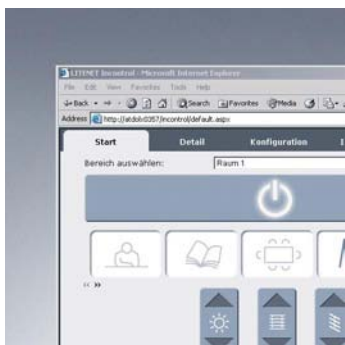 LITENET Incontrol - Microsoft Internet Explorer
File Edit View Favorites Tools Help
Back Search Favorites Media
Address http://atdolx0357/incontrol/default.aspx
Start Detail Konfiguration
Bereich auswählen: Raum 1